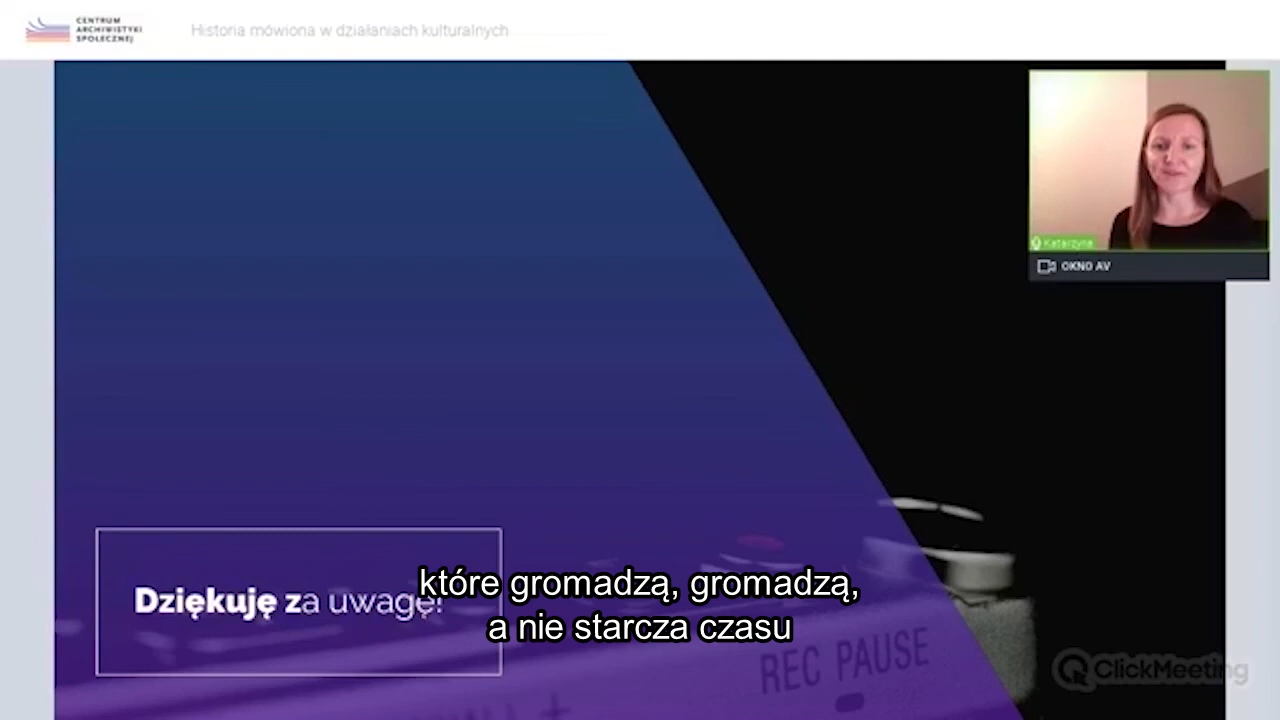 CENTRUM
ARCHIWISTYKI
SPOŁECZNEJ
Historia mówiona w działaniach kulturalnych
Katarzyna
OKNO AV
Dziękuję za uwagę!
które gromadzą, gromadzą,
a nie starcza czasu
REC PAUSE
ClickMeeting